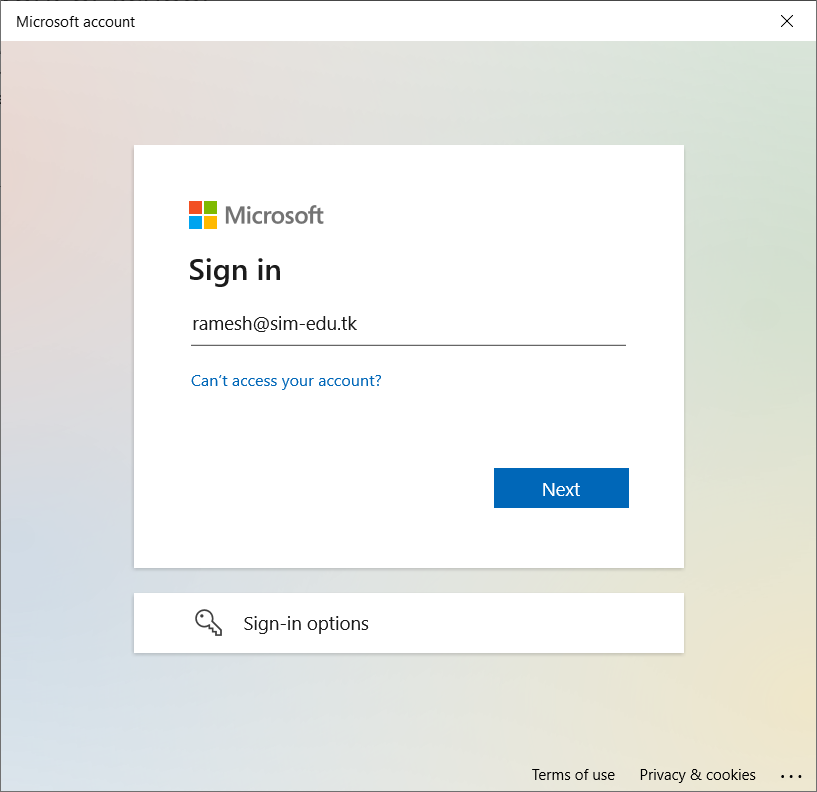 Microsoft account
Microsoft
Sign in
ramesh@sim-edu.tk
Can't access your account?
Next
Sign-in options
Terms of use Privacy & cookies ...